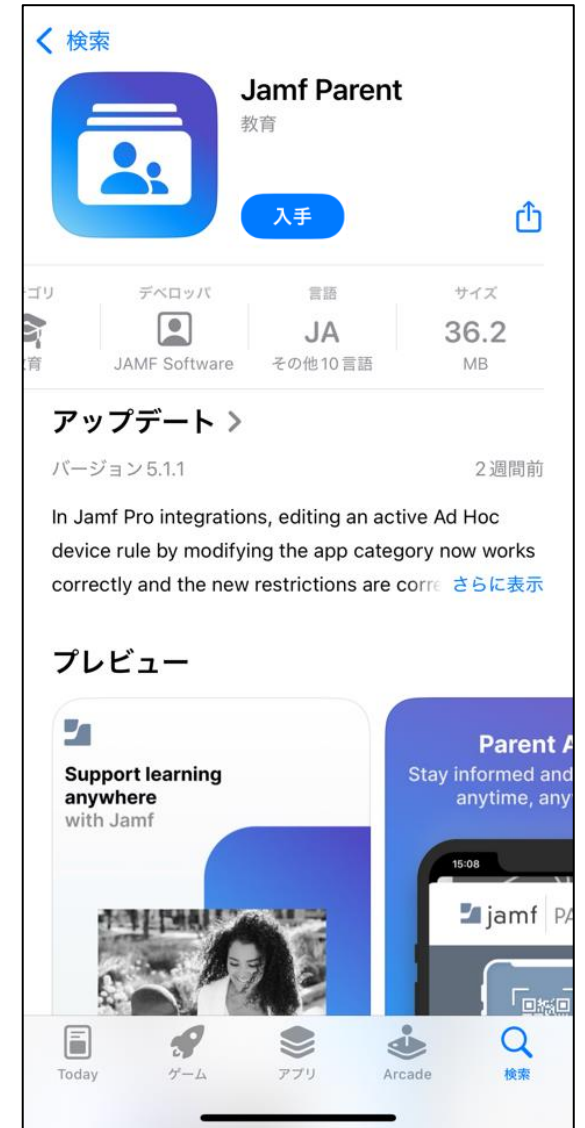 検索
Jamf Parent
教育
入手
ゴリ
デベロッパ
言語
サイズ
JA
36.2
育
JAMF Software
その他10言語
MB
アップデート
バージョン 5.1.1
2週間前
In Jamf Pro integrations, editing an active Ad Hoc
device rule by modifying the app category now works
correctly and the new restrictions are corre さらに表示
プレビュー
Support learning
anywhere
with Jamf
Parent A
Stay informed and
anytime, any
15:08
jamf PA
Today
ゲーム
アプリ
Arcade
検索